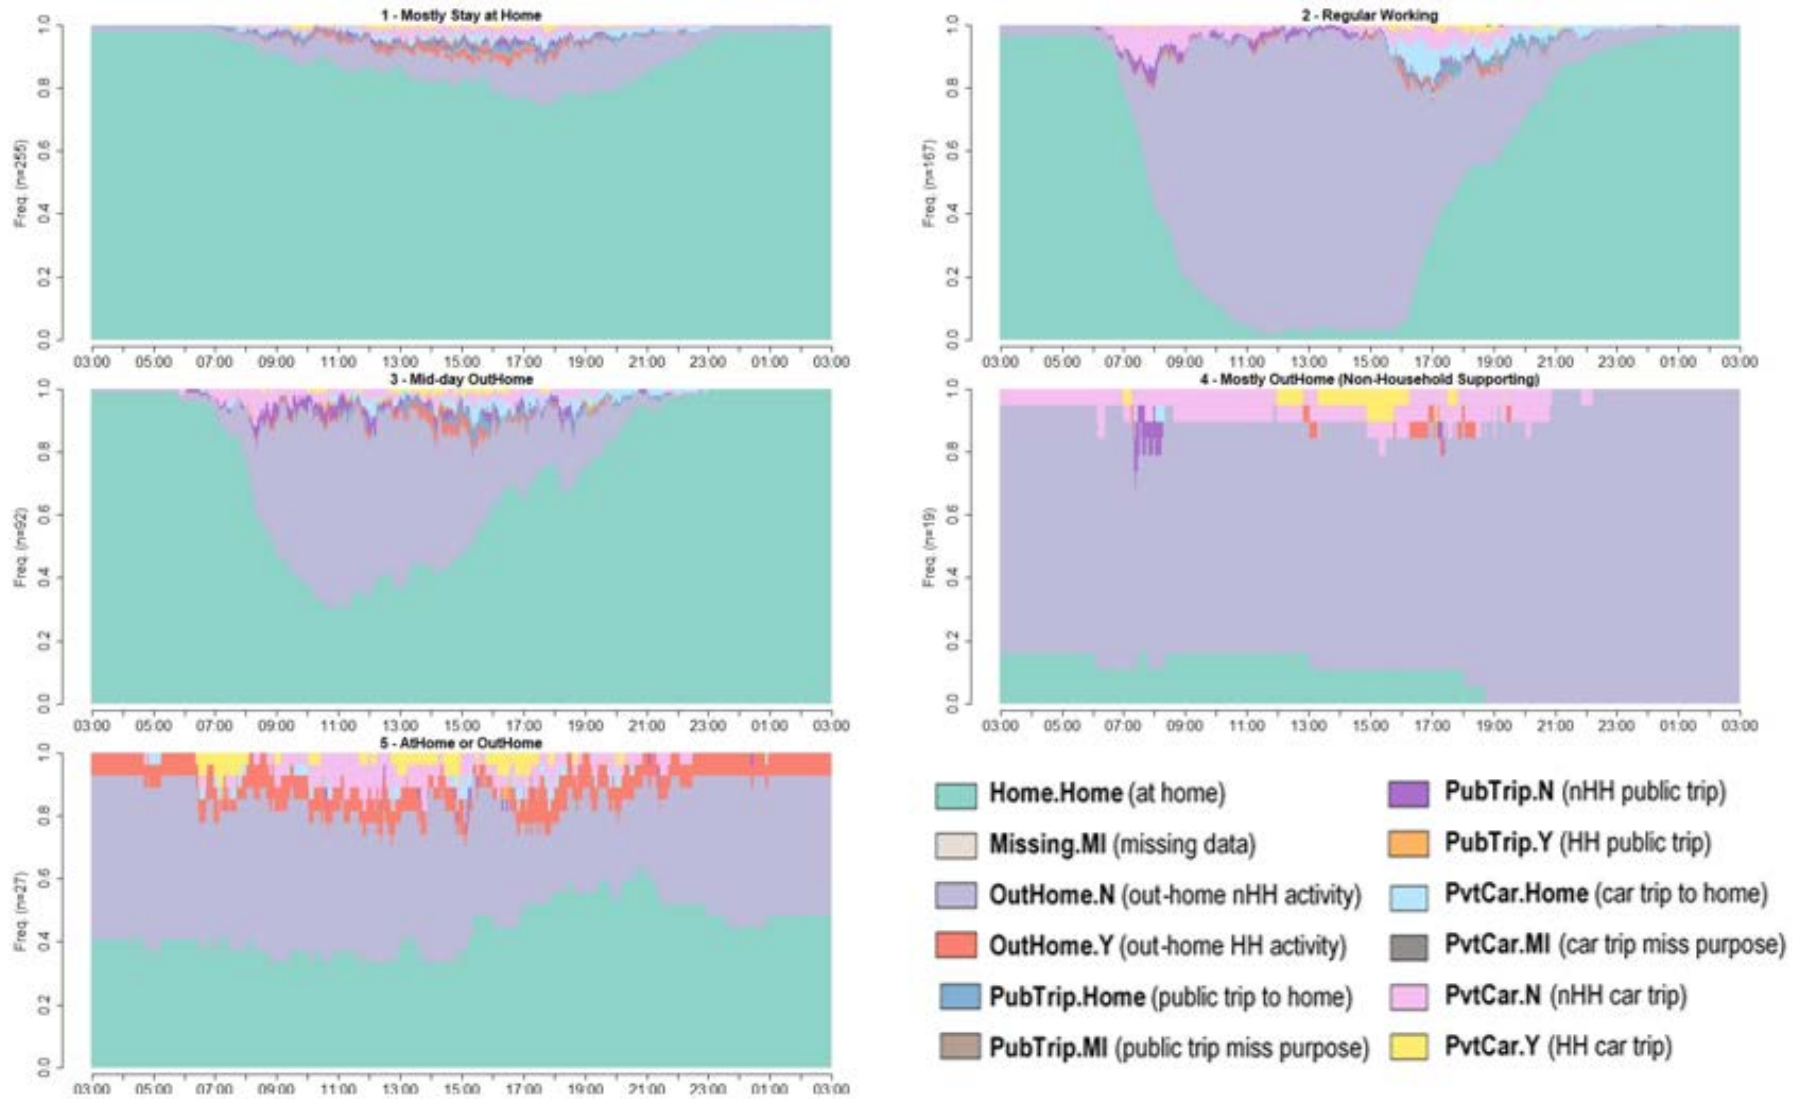 1 - Mostly Stay at Home
Freq. (n=255)
0.0 0.2 0.4 0.6 0.8 1.0
03:00 05:00 07:00 09:00 11:00 13:00 15:00 17:00 19:00 21:00 23:00 01:00 03:00
2 - Regular Working
Freq. (n=167)
0.0 0.2 0.4 0.6 0.8 1.0
03:00 05:00 07:00 09:00 11:00 13:00 15:00 17:00 19:00 21:00 23:00 01:00 03:00
3 - Mid-day OutHome
Freq. (n=92)
0.0 0.2 0.4 0.6 0.8 1.0
03:00 05:00 07:00 09:00 11:00 13:00 15:00 17:00 19:00 21:00 23:00 01:00 03:00
4 - Mostly OutHome (Non-Household Supporting)
Freq. (n=19)
0.0 0.2 0.4 0.6 0.8 1.0
03:00 05:00 07:00 09:00 11:00 13:00 15:00 17:00 19:00 21:00 23:00 01:00 03:00
5 - AtHome or OutHome
Freq. (n=27)
0.0 0.2 0.4 0.6 0.8 1.0
03:00 05:00 07:00 09:00 11:00 13:00 15:00 17:00 19:00 21:00 23:00 01:00 03:00
Home.Home (at home)
Missing.MI (missing data)
OutHome.N (out-home nHH activity)
OutHome.Y (out-home HH activity)
PubTrip.Home (public trip to home)
PubTrip.MI (public trip miss purpose)
PubTrip.N (nHH public trip)
PubTrip.Y (HH public trip)
PvtCar.Home (car trip to home)
PvtCar.MI (car trip miss purpose)
PvtCar.N (nHH car trip)
PvtCar.Y (HH car trip)